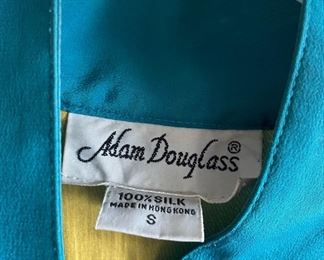 Adam Douglass®
100% SILK
MADE IN HONG KONG
S